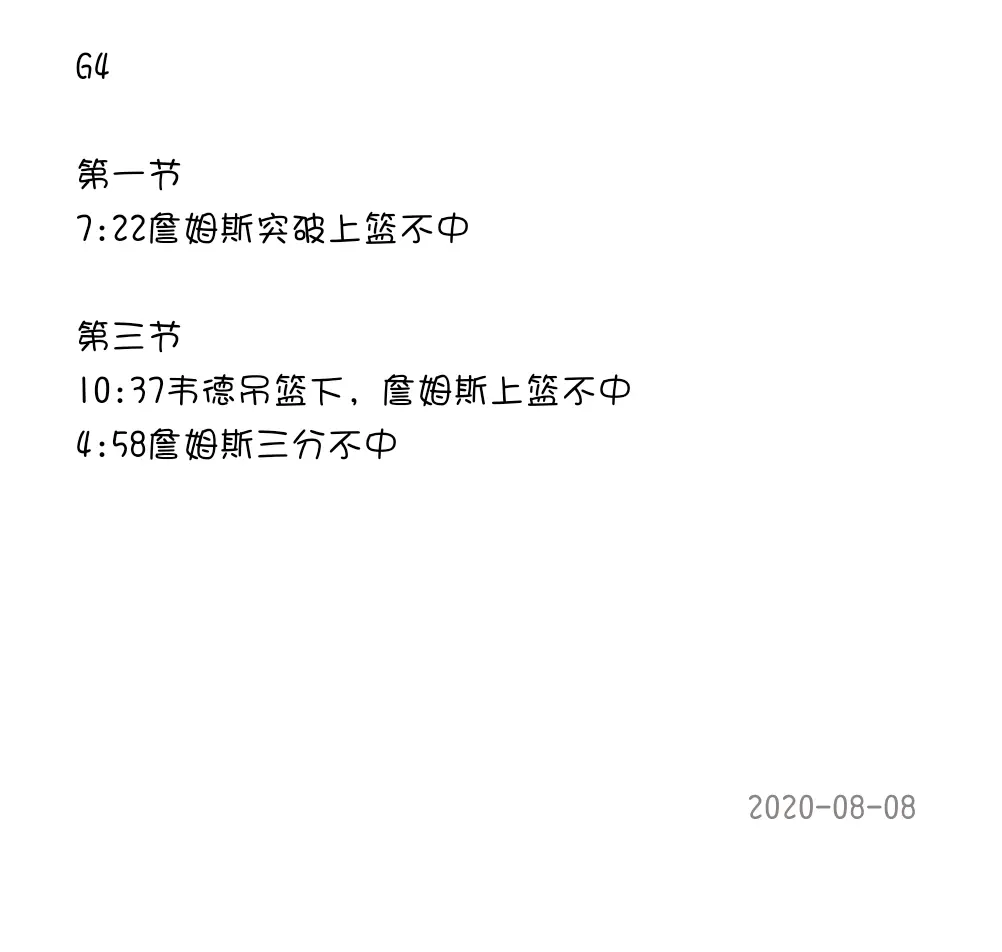 G4
第一节
7:22詹姆斯突破上篮不中
第三节
10:37韦德吊篮下，詹姆斯上篮不中
4:58詹姆斯三分不中
2020-08-08